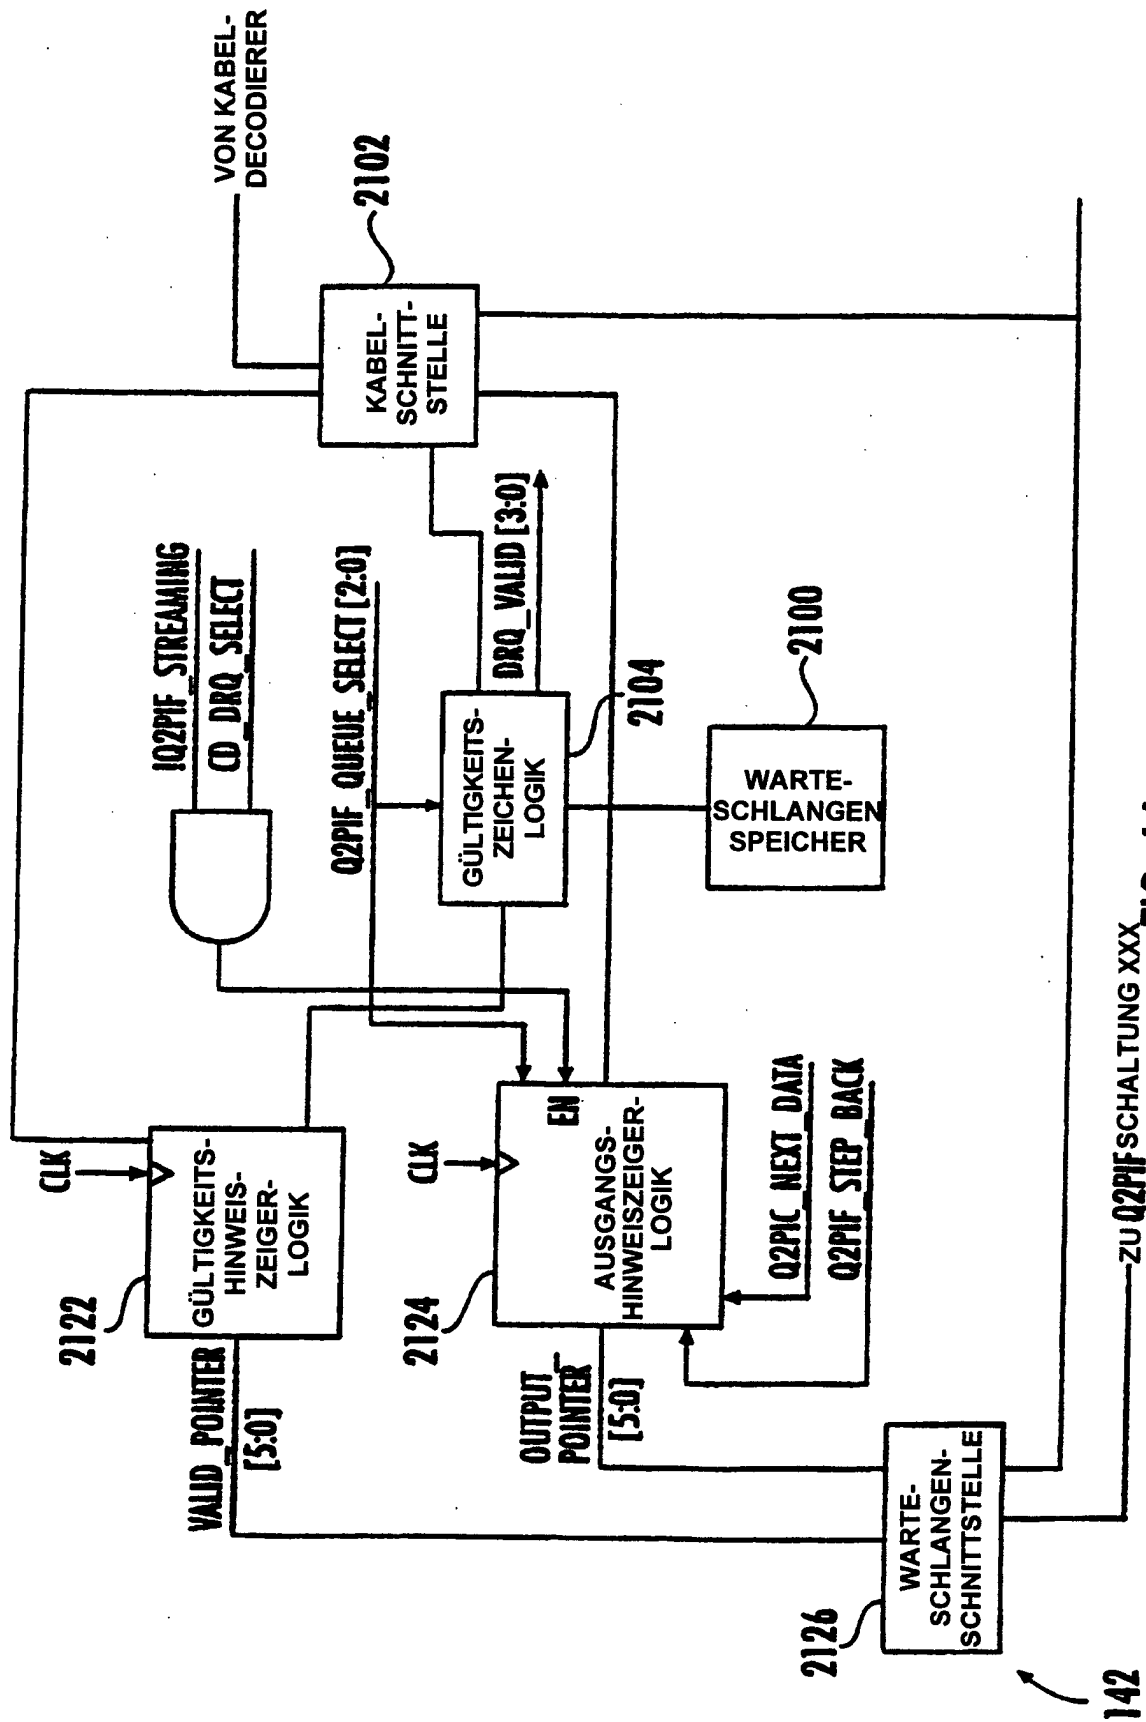 VON KABEL-
DECODIERER
2102
KABEL-
SCHNITT-
STELLE
!Q2PIF_STREAMING
CD_DRQ_SELECT
Q2PIF_QUEUE_SELECT [2:0]
DRQ_VALID [3:0]
2104
GÜLTIGKEITS-
ZEICHEN-
LOGIK
2100
WARTE-
SCHLANGEN
SPEICHER
CLK
GÜLTIGKEITS-
HINWEIS-
ZEIGER-
LOGIK
2122
VALID_POINTER
[5:0]
CLK
EN
AUSGANGS-
HINWEISZEIGER-
LOGIK
2124
OUTPUT_
POINTER
[5:0]
Q2PIC_NEXT_DATA
Q2PIF_STEP_BACK
WARTE-
SCHLANGEN-
SCHNITTSTELLE
2126
ZU Q2PIF SCHALTUNG XXX
142